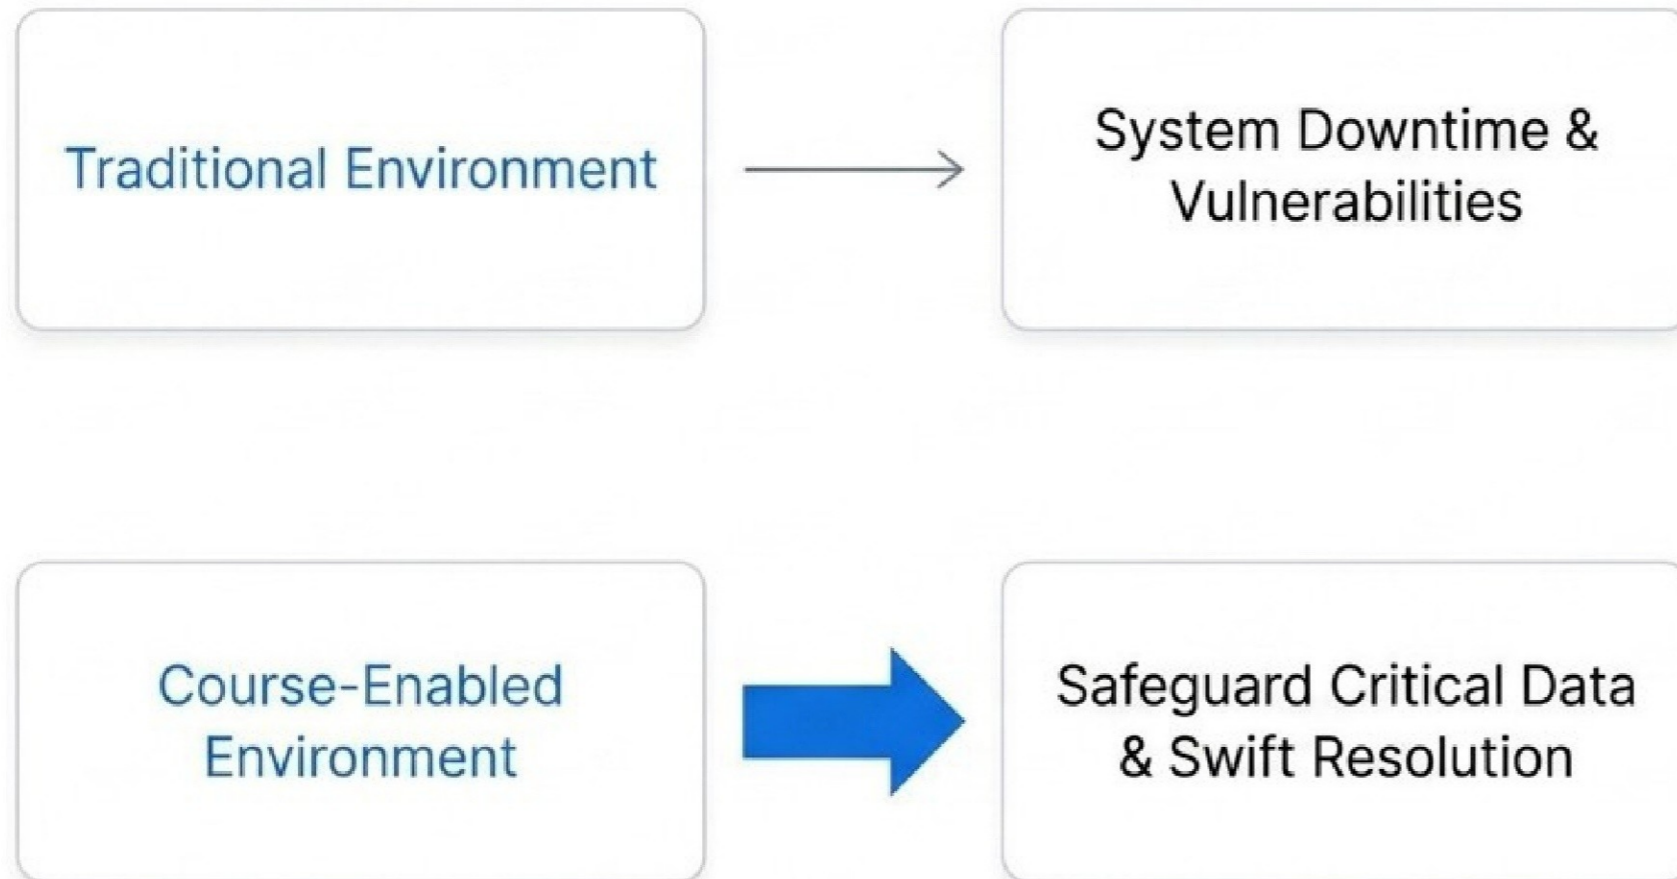 Traditional Environment
System Downtime &
Vulnerabilities
Course-Enabled
Environment
Safeguard Critical Data
& Swift Resolution